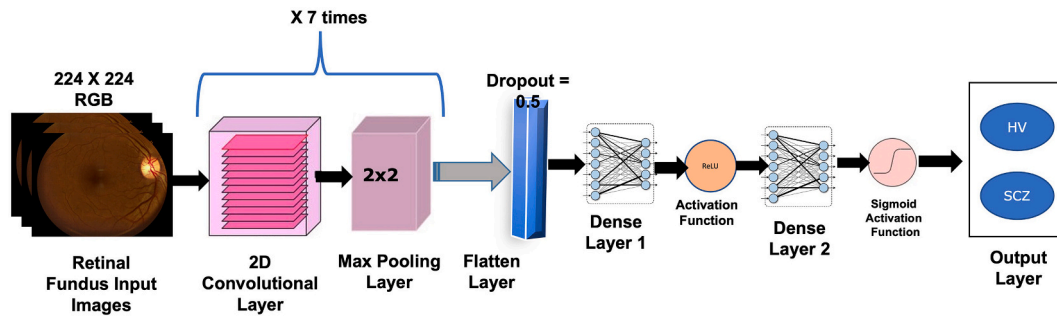 X 7 times
224 X 224
RGB
Dropout =
0.5
2x2
ReLU
HV
SCZ
Retinal
Fundus Input
Images
2D
Convolutional
Layer
Max Pooling
Layer
Flatten
Layer
Dense
Layer 1
Activation
Function
Dense
Layer 2
Sigmoid
Activation
Function
Output
Layer